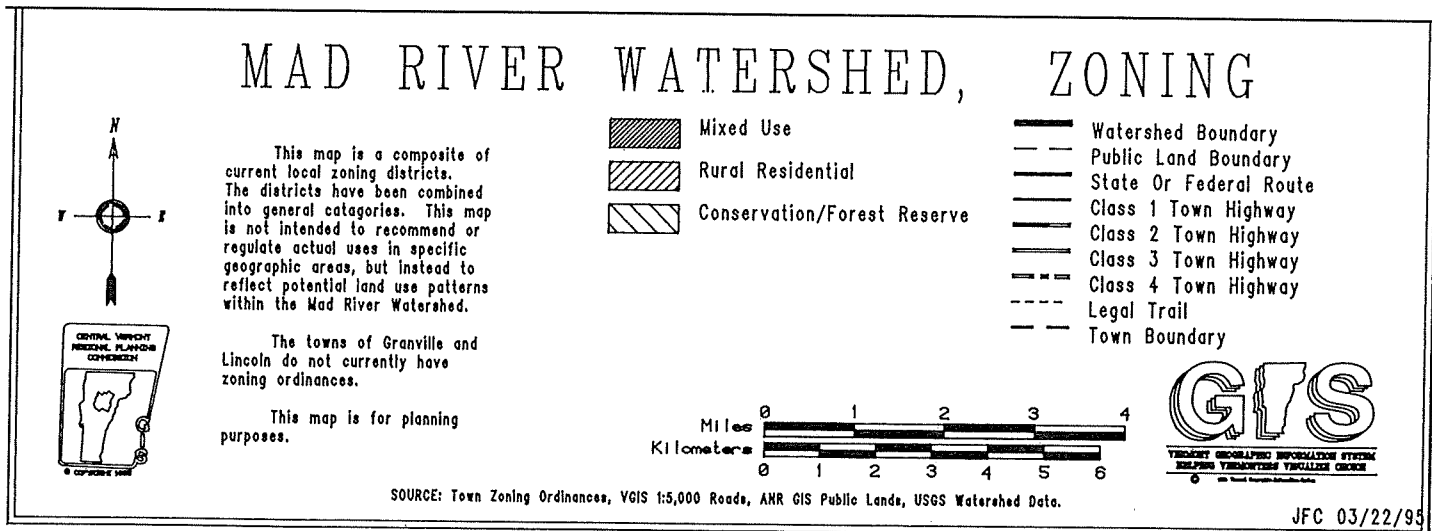 MAD RIVER WATERSHED, ZONING
N
W
E
This map is a composite of
current local zoning districts.
The districts have been combined
into general catagories. This map
is not intended to recommend or
regulate actual uses in specific
geographic areas, but instead to
reflect potential land use patterns
within the Mad River Watershed.
The towns of Granville and
Lincoln do not currently have
zoning ordinances.
This map is for planning
purposes.
Mixed Use
Rural Residential
Conservation/Forest Reserve
Watershed Boundary
Public Land Boundary
State Or Federal Route
Class 1 Town Highway
Class 2 Town Highway
Class 3 Town Highway
Class 4 Town Highway
Legal Trail
Town Boundary
CENTRAL VERMONT
REGIONAL PLANNING
COMMISSION
G
I
S
© COPYRIGHT
Miles
0 1 2 3 4
Kilometers
0 1 2 3 4 5 6
GIS
VERMONT GEOGRAPHIC INFORMATION SYSTEM
HELPING VERMONTERS VISUALIZE CHOICE
©
SOURCE: Town Zoning Ordinances, VGIS 1:5,000 Roads, ANR GIS Public Lands, USGS Watershed Data.
JFC 03/22/95